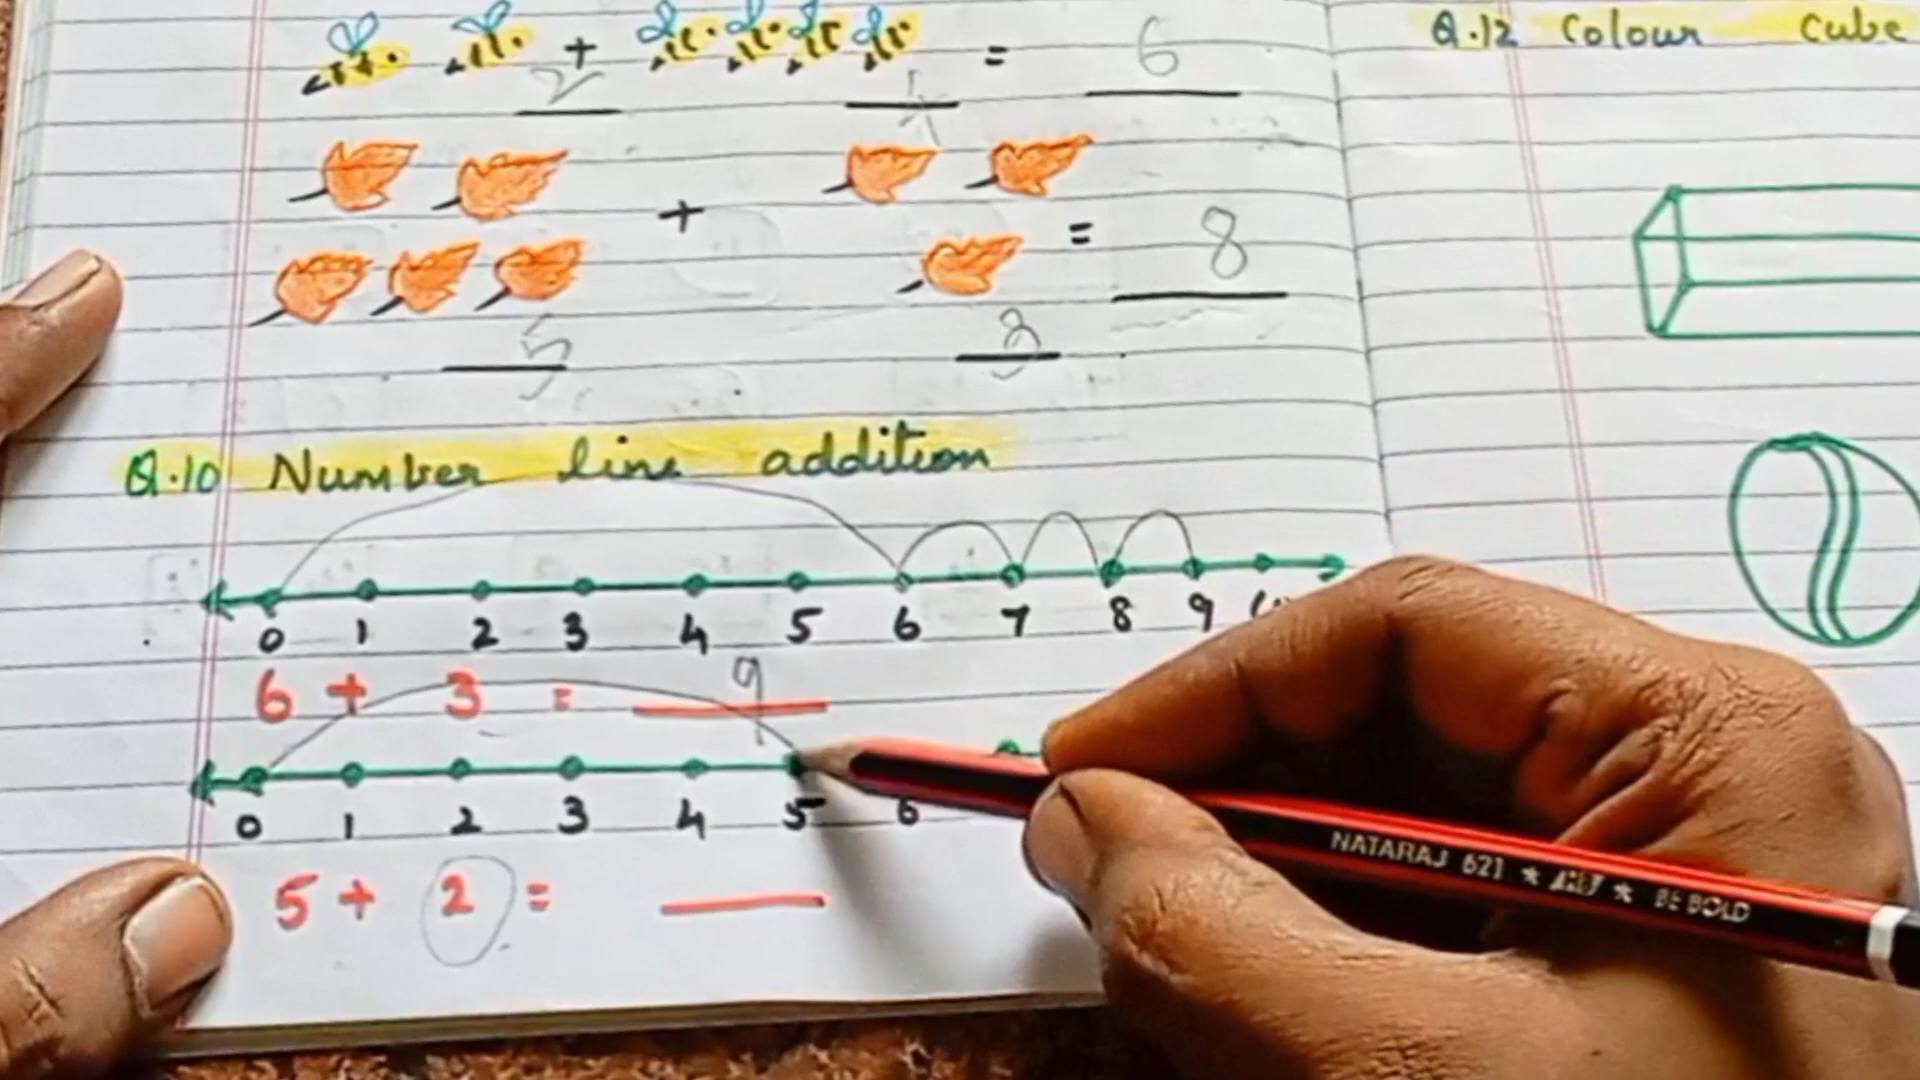 + = 6
2 4
Q.12 Colour Cube
+ = 8
5 3
Q.10 Number line addition
0 1 2 3 4 5 6 7 8 9
6 + 3 = 9
0 1 2 3 4 5 6
5 + 2 =
NATARAJ 621 ★ ★ BE BOLD